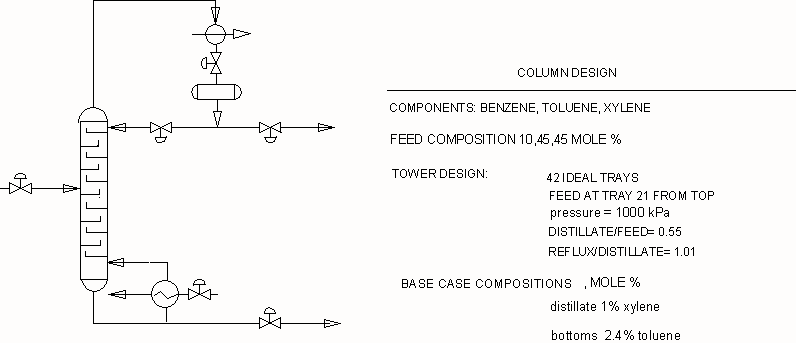 COLUMN DESIGN
COMPONENTS: BENZENE, TOLUENE, XYLENE
FEED COMPOSITION 10,45,45 MOLE %
TOWER DESIGN: 42 IDEAL TRAYS
FEED AT TRAY 21 FROM TOP
pressure = 1000 kPa
DISTILLATE/FEED= 0.55
REFLUX/DISTILLATE= 1.01
BASE CASE COMPOSITIONS , MOLE %
distillate 1% xylene
bottoms 2.4% toluene